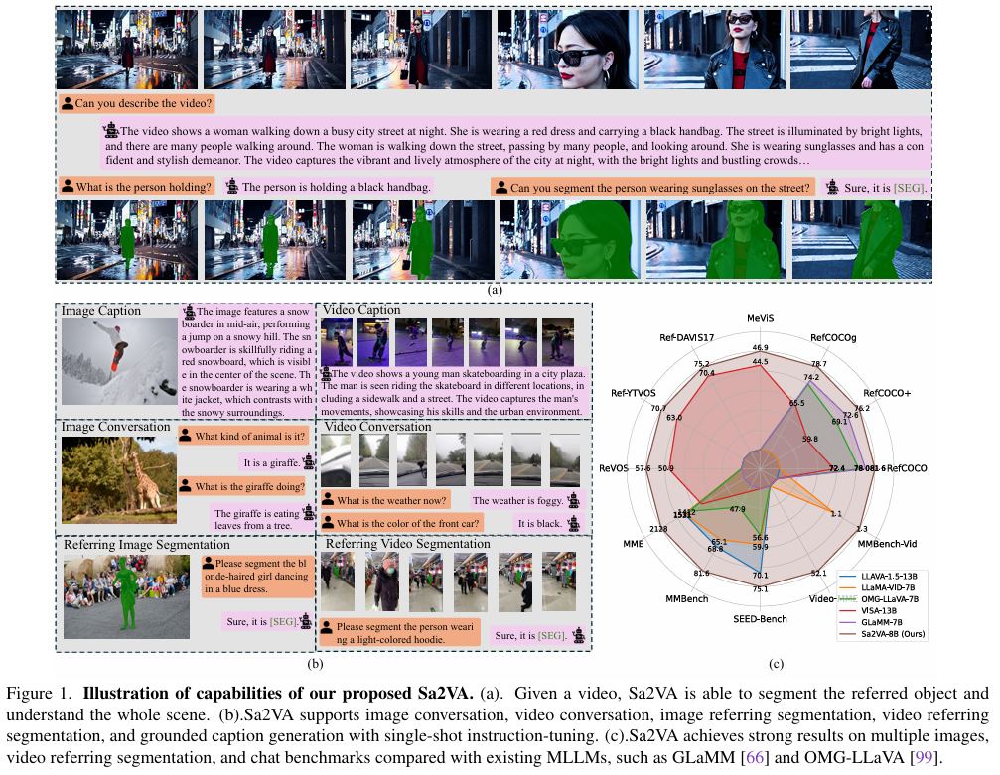 Can you describe the video?
The video shows a woman walking down a busy city street at night. She is wearing a red dress and carrying a black handbag. The street is illuminated by bright lights,
and there are many people walking around. The woman is walking down the street, passing by many people, and looking around. She is wearing sunglasses and has a con
fident and stylish demeanor. The video captures the vibrant and lively atmosphere of the city at night, with the bright lights and bustling crowds…
What is the person holding?
The person is holding a black handbag.
Can you segment the person wearing sunglasses on the street?
Sure, it is [SEG].
(a)
Image Caption
The image features a snow
boarder in mid-air, performing
a jump on a snowy hill. The sn
owboarder is skillfully riding a
red snowboard, which is visibl
e in the center of the scene. Th
e snowboarder is wearing a wh
ite jacket, which contrasts with
the snowy surroundings.
Video Caption
The video shows a young man skateboarding in a city plaza.
The man is seen riding the skateboard in different locations, in
cluding a sidewalk and a street. The video captures the man's
movements, showcasing his skills and the urban environment.
Image Conversation
What kind of animal is it?
It is a giraffe.
What is the giraffe doing?
The giraffe is eating
leaves from a tree.
Video Conversation
What is the weather now?
The weather is foggy.
What is the color of the front car?
It is black.
Referring Image Segmentation
Please segment the bl
onde-haired girl dancing
in a blue dress.
Sure, it is [SEG].
Referring Video Segmentation
Please segment the person weari
ng a light-colored hoodie.
Sure, it is [SEG].
(b)
MeViS
46.9
44.5
RefCOCOg
78.7
74.2
65.5
RefCOCO+
76.2
72.6
69.1
59.8
RefCOCO
72.4
78.0
81.6
MMBench-Vid
1.3
1.1
Video-
52.1
SEED-Bench
75.1
70.1
59.9
56.6
47.9
MMBench
81.6
68.8
65.1
MME
2128
1531
ReVOS
57.6
50.9
Ref-YTVOS
70.7
63.0
Ref-DAVIS17
75.2
70.4
LLAVA-1.5-13B
LLaMA-VID-7B
OMG-LLaVA-7B
VISA-13B
GLaMM-7B
Sa2VA-8B (Ours)
(c)
Figure 1. Illustration of capabilities of our proposed Sa2VA. (a). Given a video, Sa2VA is able to segment the referred object and
understand the whole scene. (b).Sa2VA supports image conversation, video conversation, image referring segmentation, video referring
segmentation, and grounded caption generation with single-shot instruction-tuning. (c).Sa2VA achieves strong results on multiple images,
video referring segmentation, and chat benchmarks compared with existing MLLMs, such as GLaMM [66] and OMG-LLaVA [99].